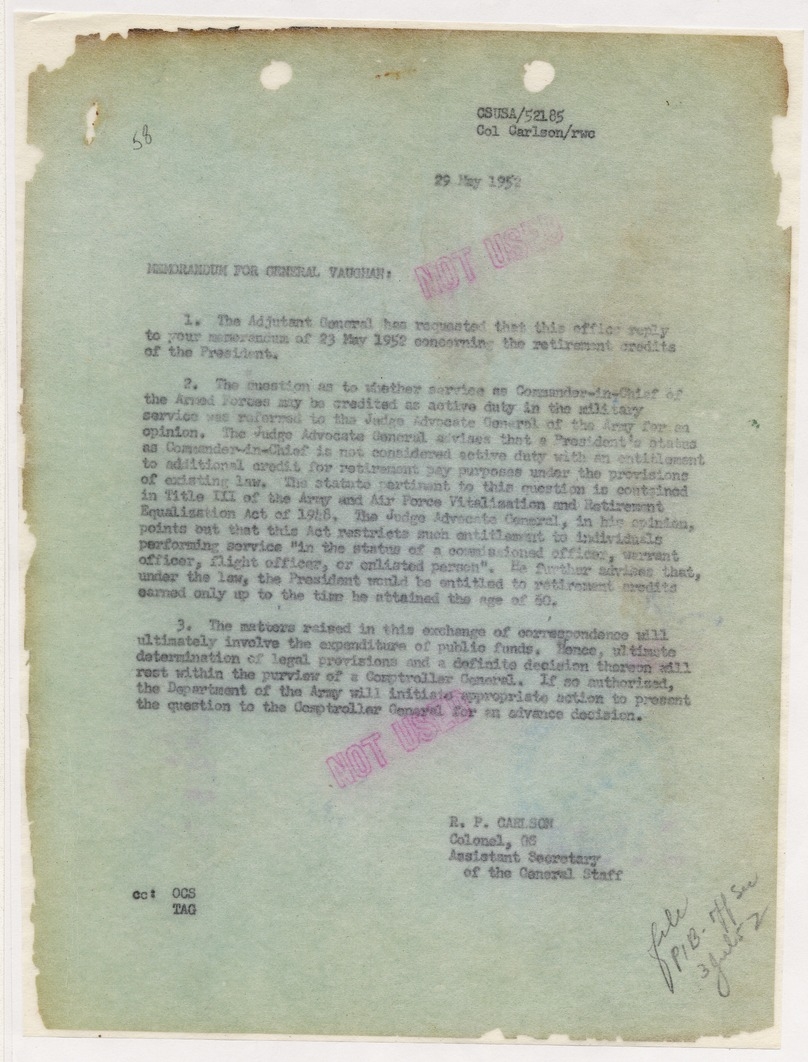 CSUSA/52185
Col Carlson/rwc
58
29 May 1952
NOT USED
MEMORANDUM FOR GENERAL VAUGHAN:
1. The Adjutant General has requested that this office reply
to your memorandum of 23 May 1952 concerning the retirement credits
of the President.
2. The question as to whether service as Commander-in-Chief of
the Armed Forces may be credited as active duty in the military
service was referred to the Judge Advocate General of the Army for an
opinion. The Judge Advocate General advises that a President's status
as Commander-in-Chief is not considered active duty with an entitlement
to additional credit for retirement pay purposes under the provisions
of existing law. The statute pertinent to this question is contained
in Title III of the Army and Air Force Vitalization and Retirement
Equalization Act of 1948. The Judge Advocate General, in his opinion,
points out that this Act restricts such entitlement to individuals
performing service "in the status of a commissioned officer, warrant
officer, flight officer, or enlisted person". He further advises that,
under the law, the President would be entitled to retirement credits
earned only up to the time he attained the age of 60.
3. The matters raised in this exchange of correspondence will
ultimately involve the expenditure of public funds. Hence, ultimate
determination of legal provisions and a definite decision thereon will
rest within the purview of a Comptroller General. If so authorized,
the Department of the Army will initiate appropriate action to present
the question to the Comptroller General for an advance decision.
NOT USED
R. P. CARLSON
Colonel, GS
Assistant Secretary
of the General Staff
cc: OCS
TAG
file
PIB- Off Sec
3 Jul 52